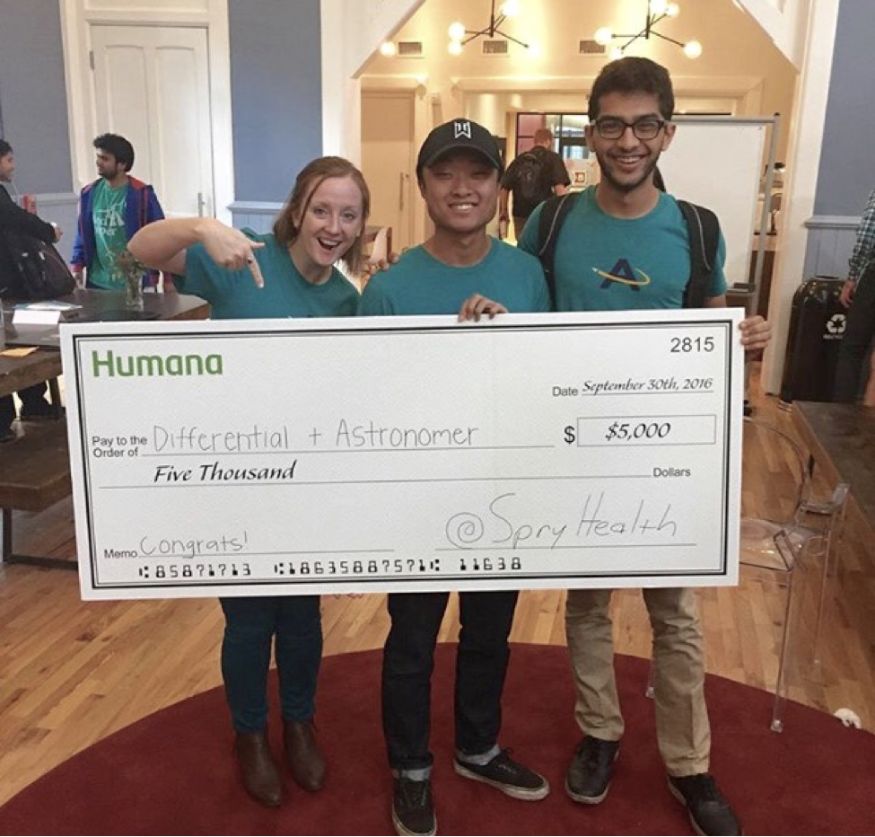 Humana
2815
Date September 30th, 2016
Pay to the
Order of Differential + Astronomer $ $5,000
Five Thousand Dollars
Memo Congrats! @Spry Health
⑆85871713 ⑆18635887571⑆ 11638